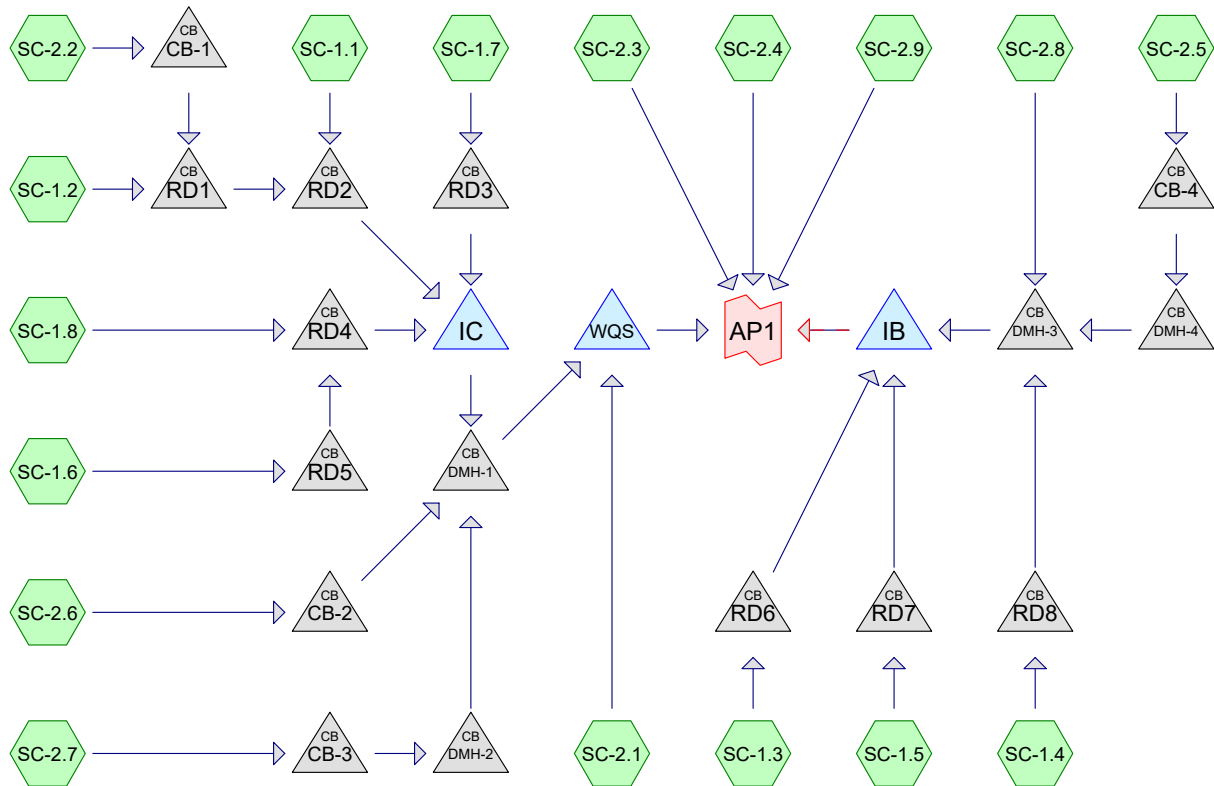 SC-2.2
CB
CB-1
SC-1.1
SC-1.7
SC-2.3
SC-2.4
SC-2.9
SC-2.8
SC-2.5
SC-1.2
CB
RD1
CB
RD2
CB
RD3
CB
CB-4
SC-1.8
CB
RD4
IC
WQS
AP1
IB
CB
DMH-3
CB
DMH-4
SC-1.6
CB
RD5
CB
DMH-1
SC-2.6
CB
CB-2
CB
RD6
CB
RD7
CB
RD8
SC-2.7
CB
CB-3
CB
DMH-2
SC-2.1
SC-1.3
SC-1.5
SC-1.4